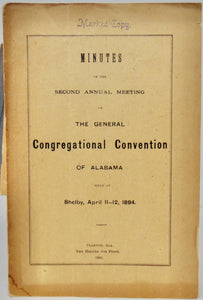 Marked Copy.
MINUTES
OF THE
SECOND ANNUAL MEETING
OF
THE GENERAL
Congregational Convention
OF ALABAMA
HELD AT
Shelby, April 11-12, 1894.